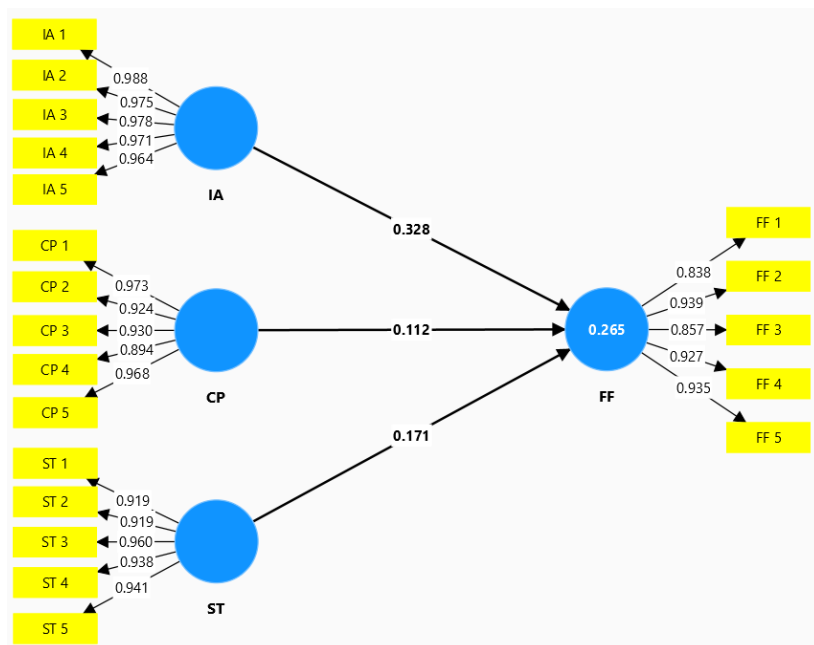 IA 1
0.988
IA 2
0.975
IA 3
0.978
IA 4
0.971
0.964
IA 5
IA
0.328
CP 1
0.973
CP 2
0.924
CP 3
0.930
0.894
CP 4
0.968
CP 5
CP
0.112
ST 1
0.919
ST 2
0.919
ST 3
0.960
0.938
ST 4
0.941
ST 5
ST
0.171
0.265
FF
FF 1
0.838
FF 2
0.939
FF 3
0.857
0.927
FF 4
0.935
FF 5